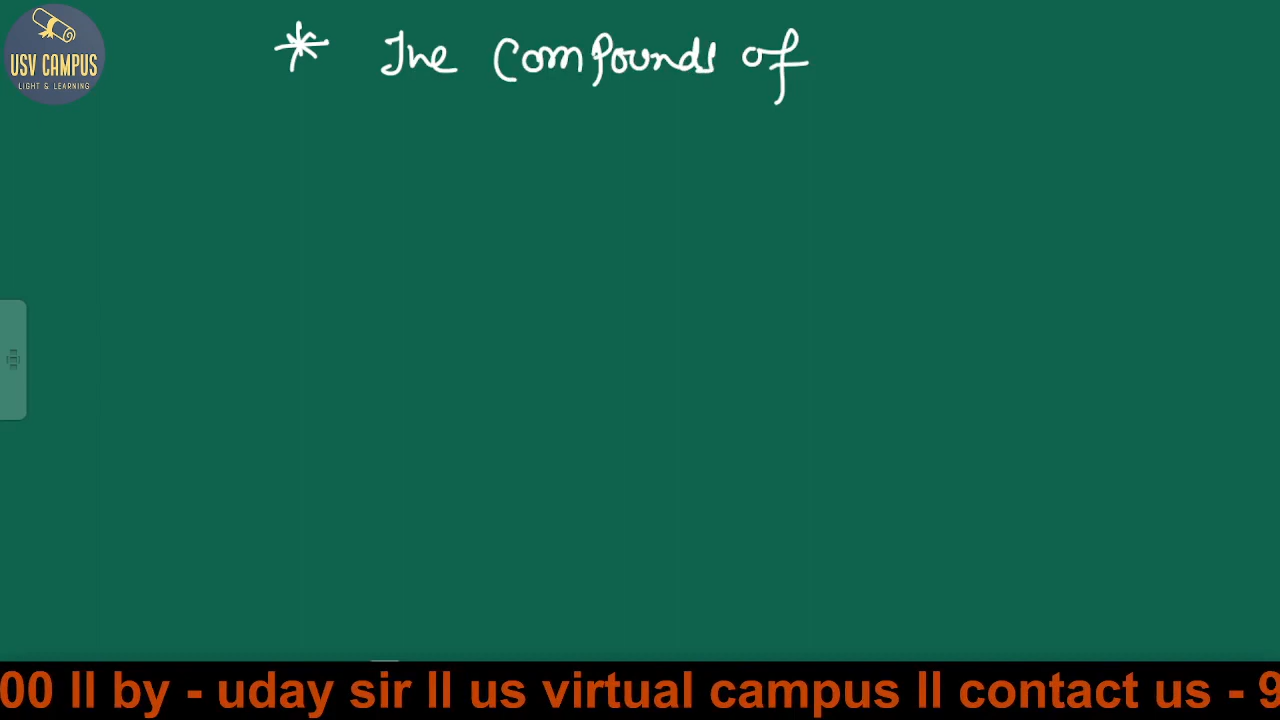 USV CAMPUS
LIGHT & LEARNING
* The Compounds of
00 ll by - uday sir ll us virtual campus ll contact us - 9